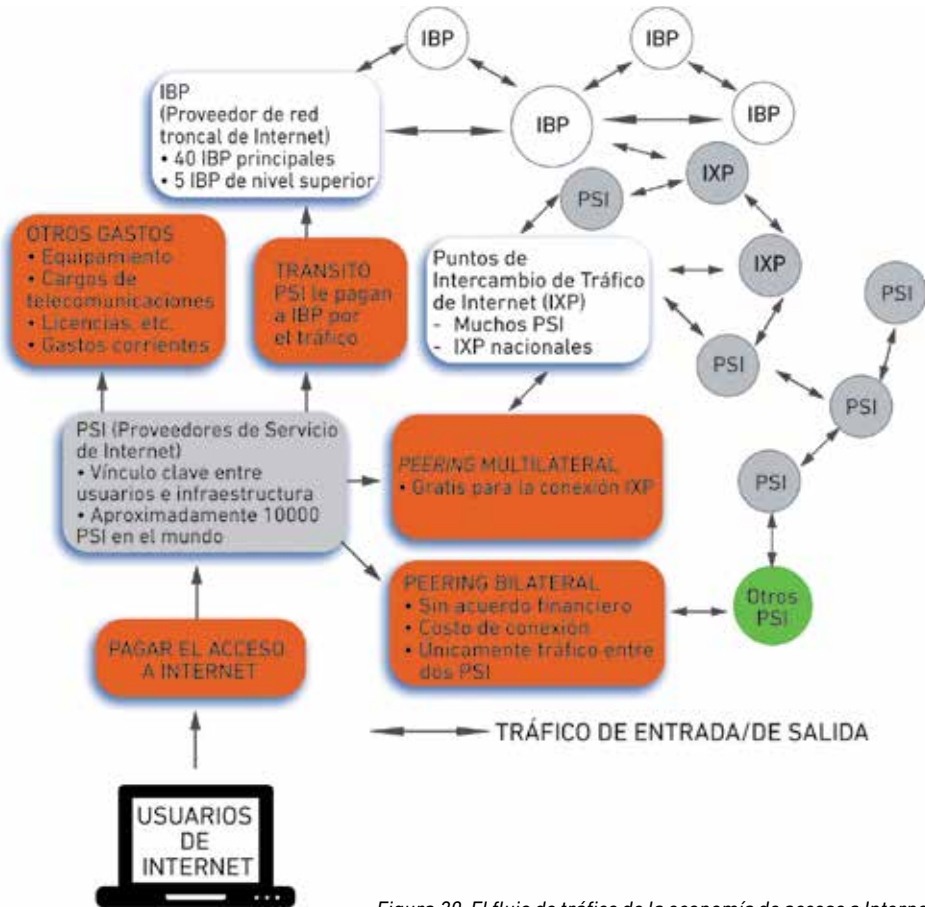 IBP
IBP
IBP
(Proveedor de red
troncal de Internet)
• 40 IBP principales
• 5 IBP de nivel superior
IBP
IBP
PSI
IXP
OTROS GASTOS
• Equipamiento
• Cargos de
telecomunicaciones
• Licencias, etc.
• Gastos corrientes
TRANSITO
PSI le pagan
a IBP por
el tráfico
Puntos de
Intercambio de Tráfico
de Internet (IXP)
- Muchos PSI
- IXP nacionales
IXP
PSI
PSI
PSI
PSI (Proveedores de Servicio
de Internet)
• Vínculo clave entre
usuarios e infraestructura
• Aproximadamente 10000
PSI en el mundo
PEERING MULTILATERAL
• Gratis para la conexión IXP
PSI
PEERING BILATERAL
• Sin acuerdo financiero
• Costo de conexión
• Unicamente tráfico entre
dos PSI
Otros
PSI
PAGAR EL ACCESO
A INTERNET
TRÁFICO DE ENTRADA/DE SALIDA
USUARIOS
DE
INTERNET